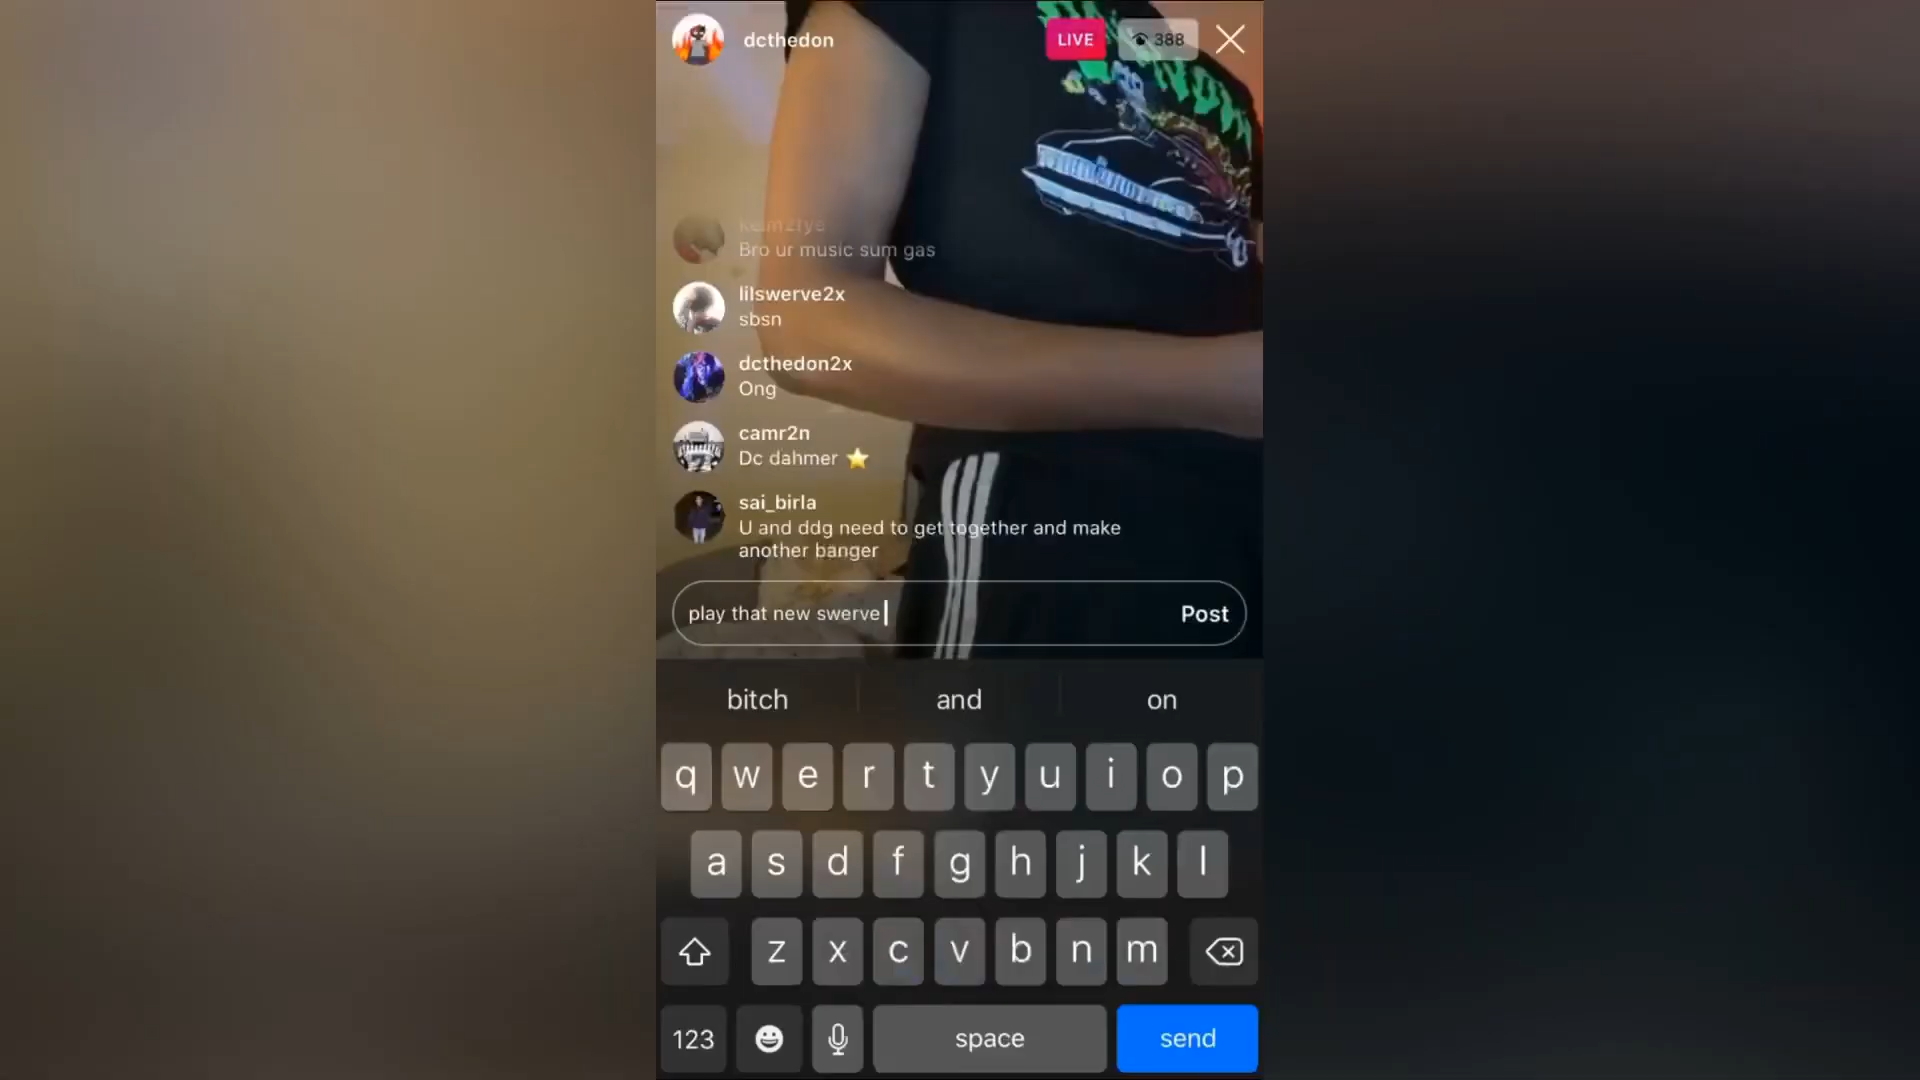 dcthedon
LIVE
388
keim2fye
Bro ur music sum gas
lilswerve2x
sbsn
dcthedon2x
Ong
camr2n
Dc dahmer ⭐
sai_birla
U and ddg need to get together and make
another banger
play that new swerve
Post
bitch and on
q w e r t y u i o p
a s d f g h j k l
z x c v b n m
123
space
send